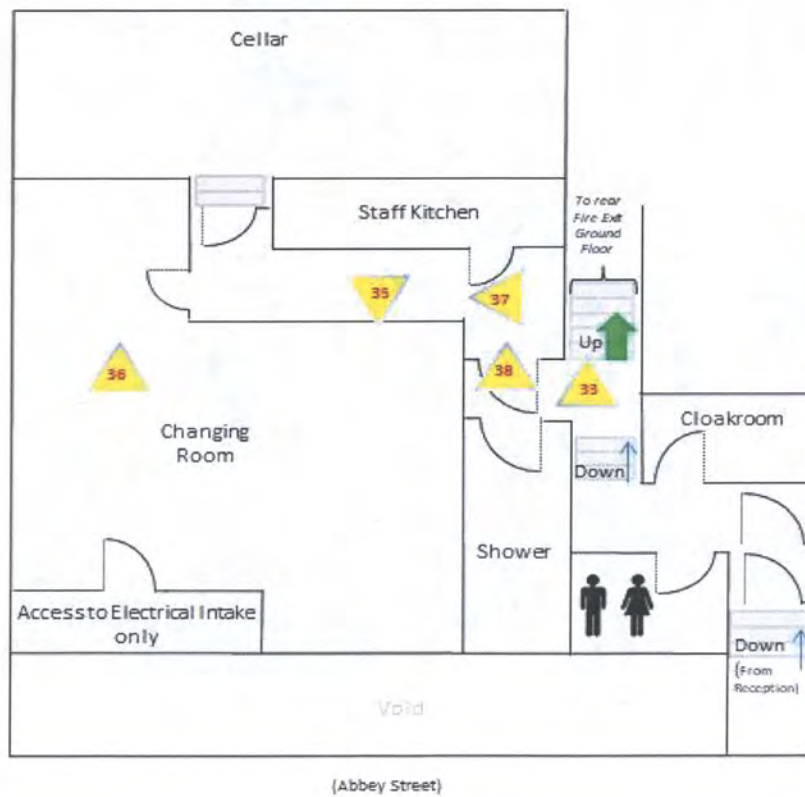 Cellar
Staff Kitchen
To rear
Fire Exit
Ground
Floor
35
37
Up
36
38
33
Changing
Room
Cloakroom
Down
Shower
Access to Electrical Intake
only
Down
(From
Reception)
Void
(Abbey Street)